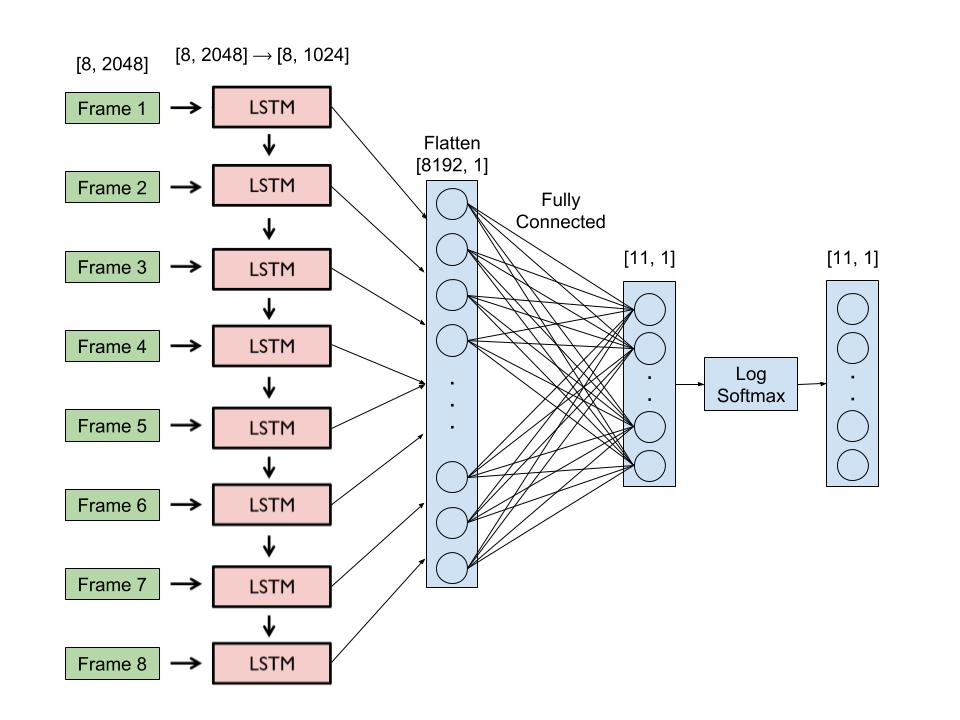 [8, 2048]
[8, 2048] → [8, 1024]
Frame 1
LSTM
Frame 2
LSTM
Frame 3
LSTM
Frame 4
LSTM
Frame 5
LSTM
Frame 6
LSTM
Frame 7
LSTM
Frame 8
LSTM
Flatten
[8192, 1]
Fully
Connected
[11, 1]
Log
Softmax
[11, 1]